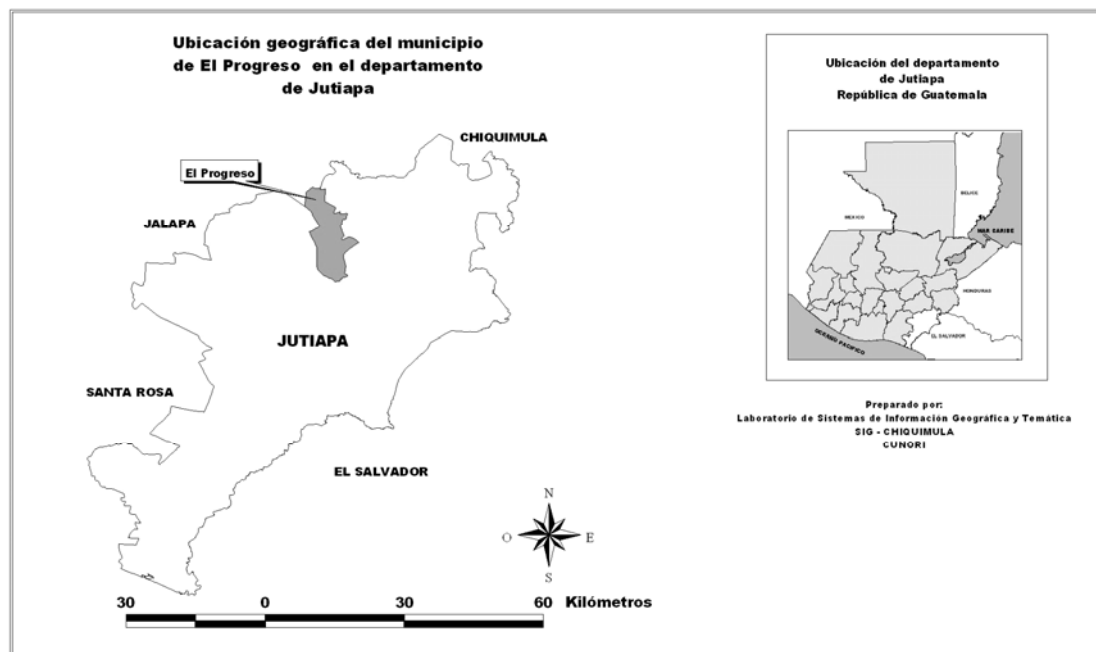 Ubicación geográfica del municipio
de El Progreso en el departamento
de Jutiapa
CHIQUIMULA
El Progreso
JALAPA
JUTIAPA
SANTA ROSA
EL SALVADOR
N
O
E
S
30 0 30 60 Kilómetros
Ubicación del departamento
de Jutiapa
República de Guatemala
BELICE
MEXICO
MAR CARIBE
HONDURAS
EL SALVADOR
OCEANO PACIFICO
Preparado por:
Laboratorio de Sistemas de Información Geográfica y Temática
SIG - CHIQUIMULA
CUNORI